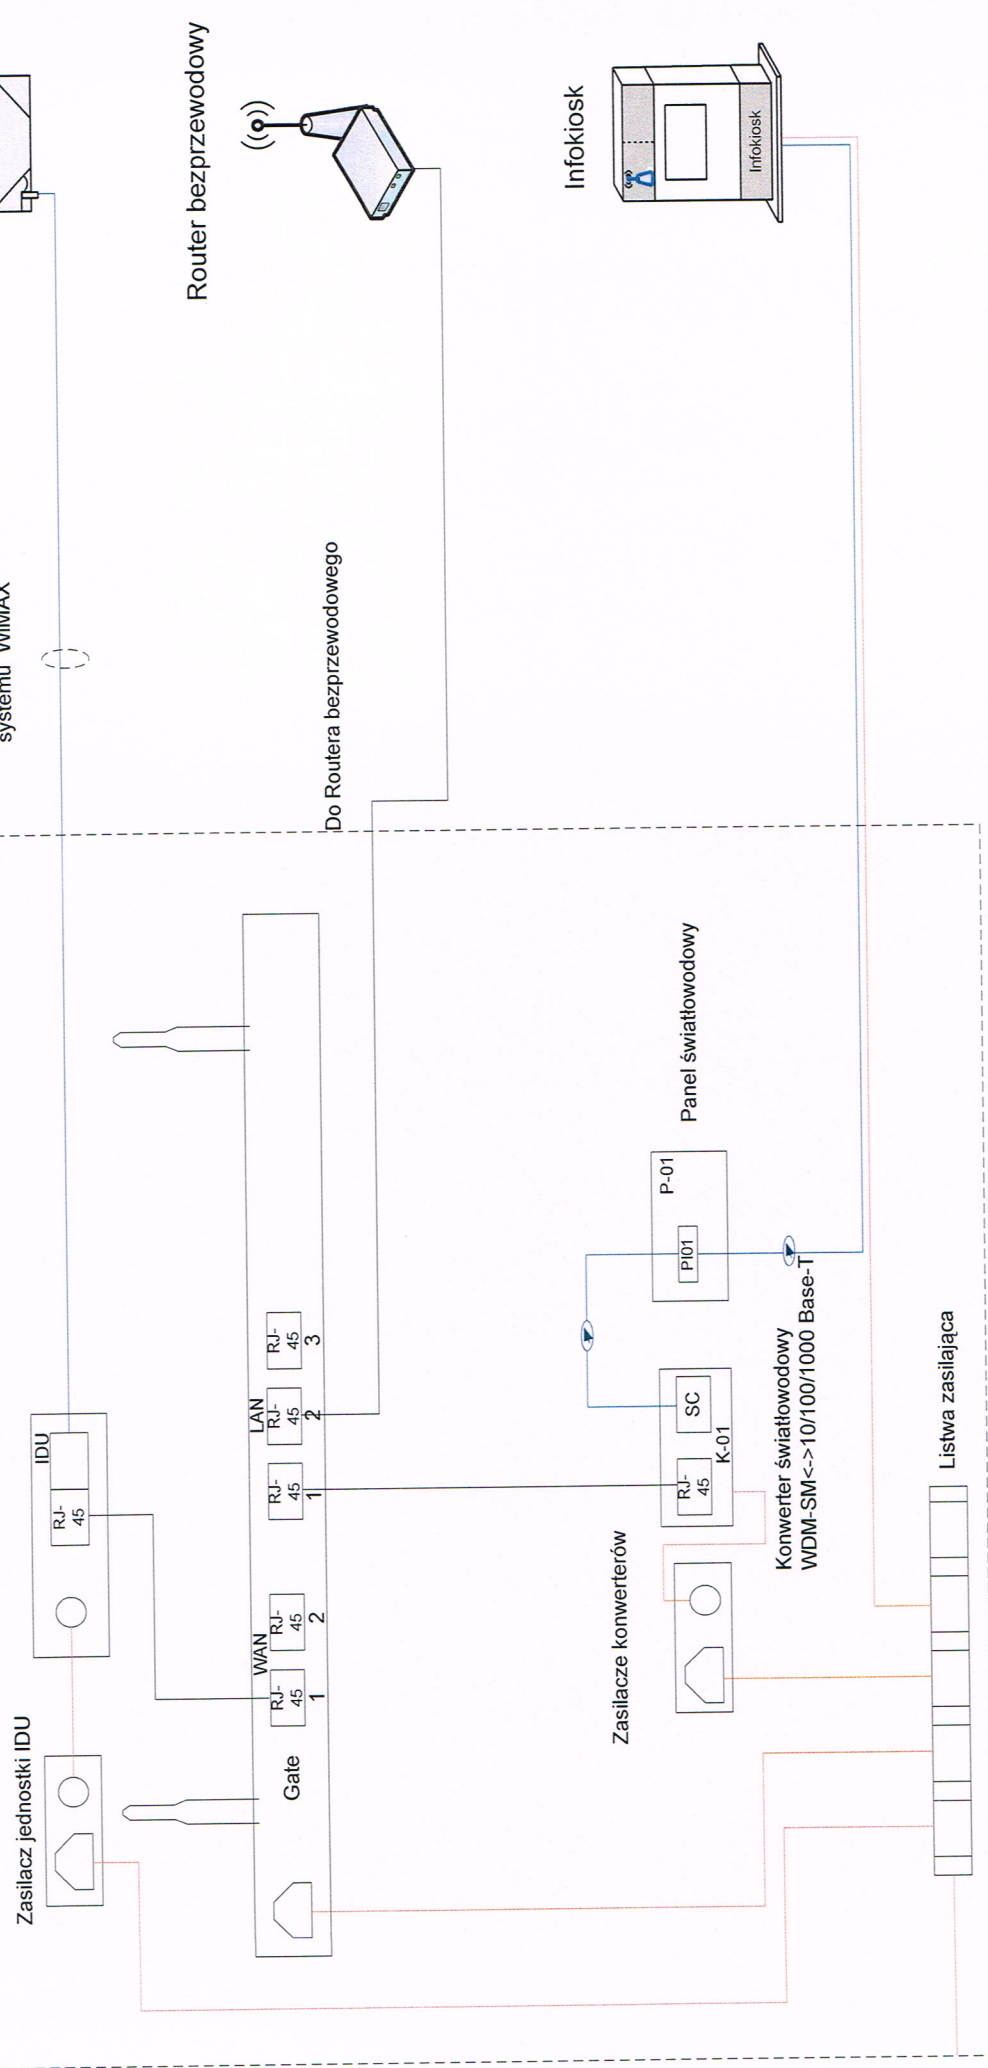 systemu WiMAX
Router bezprzewodowy
Infokiosk
Infokiosk
Do Routera bezprzewodowego
Zasilacz jednostki IDU
IDU
RJ-
45
Gate
WAN
RJ-
45
1
RJ-
45
2
LAN
RJ-
45
1
RJ-
45
2
RJ-
45
3
Zasilacze konwerterów
RJ-
45
SC
K-01
Konwerter światłowodowy
WDM-SM<->10/100/1000 Base-T
PI01
P-01
Panel światłowodowy
Listwa zasilająca